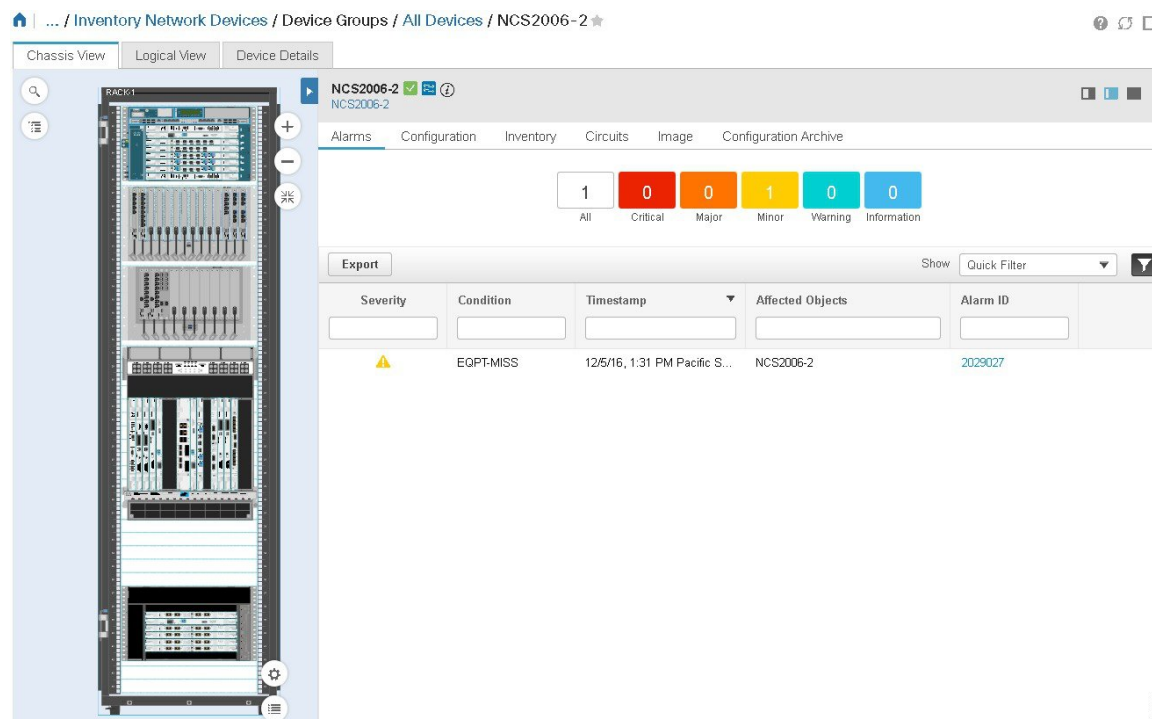 ... / Inventory Network Devices / Device Groups / All Devices / NCS2006-2
Chassis View Logical View Device Details
RACK-1
NCS2006-2
NCS2006-2
Alarms Configuration Inventory Circuits Image Configuration Archive
1 0 0 1 0 0
All Critical Major Minor Warning Information
Export Show Quick Filter
Severity Condition Timestamp Affected Objects Alarm ID
EQPT-MISS 12/5/16, 1:31 PM Pacific S... NCS2006-2 2029027